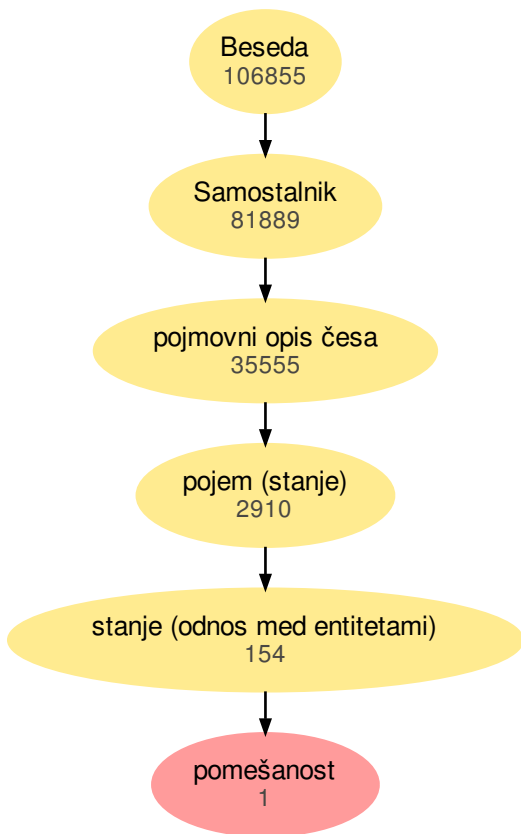 Beseda
106855
Samostalnik
81889
pojmovni opis česa
35555
pojem (stanje)
2910
stanje (odnos med entitetami)
154
pomešanost
1